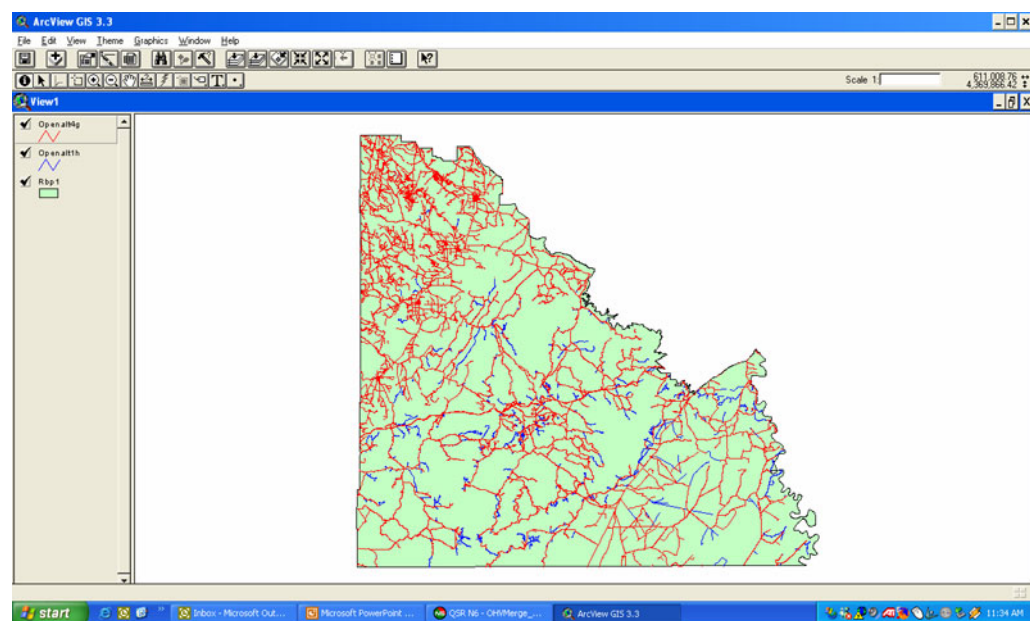 ArcView GIS 3.3
File Edit View Theme Graphics Window Help
Scale 1: 611,008.76
4,369,866.42
View1
Openalt4g
Openalt1h
Rbp1
start Inbox - Microsoft Out... Microsoft PowerPoint ... QSR N6 - OHVMerge_... ArcView GIS 3.3 11:34 AM